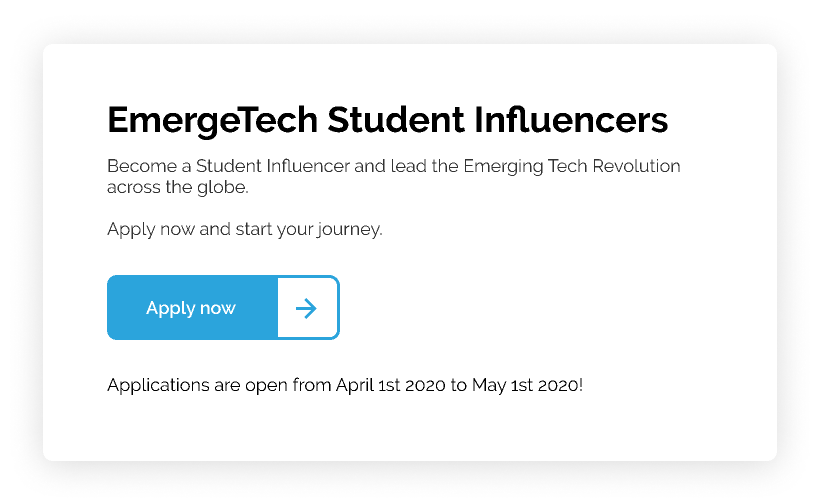 EmergeTech Student Influencers
Become a Student Influencer and lead the Emerging Tech Revolution
across the globe.
Apply now and start your journey.
Apply now
Applications are open from April 1st 2020 to May 1st 2020!